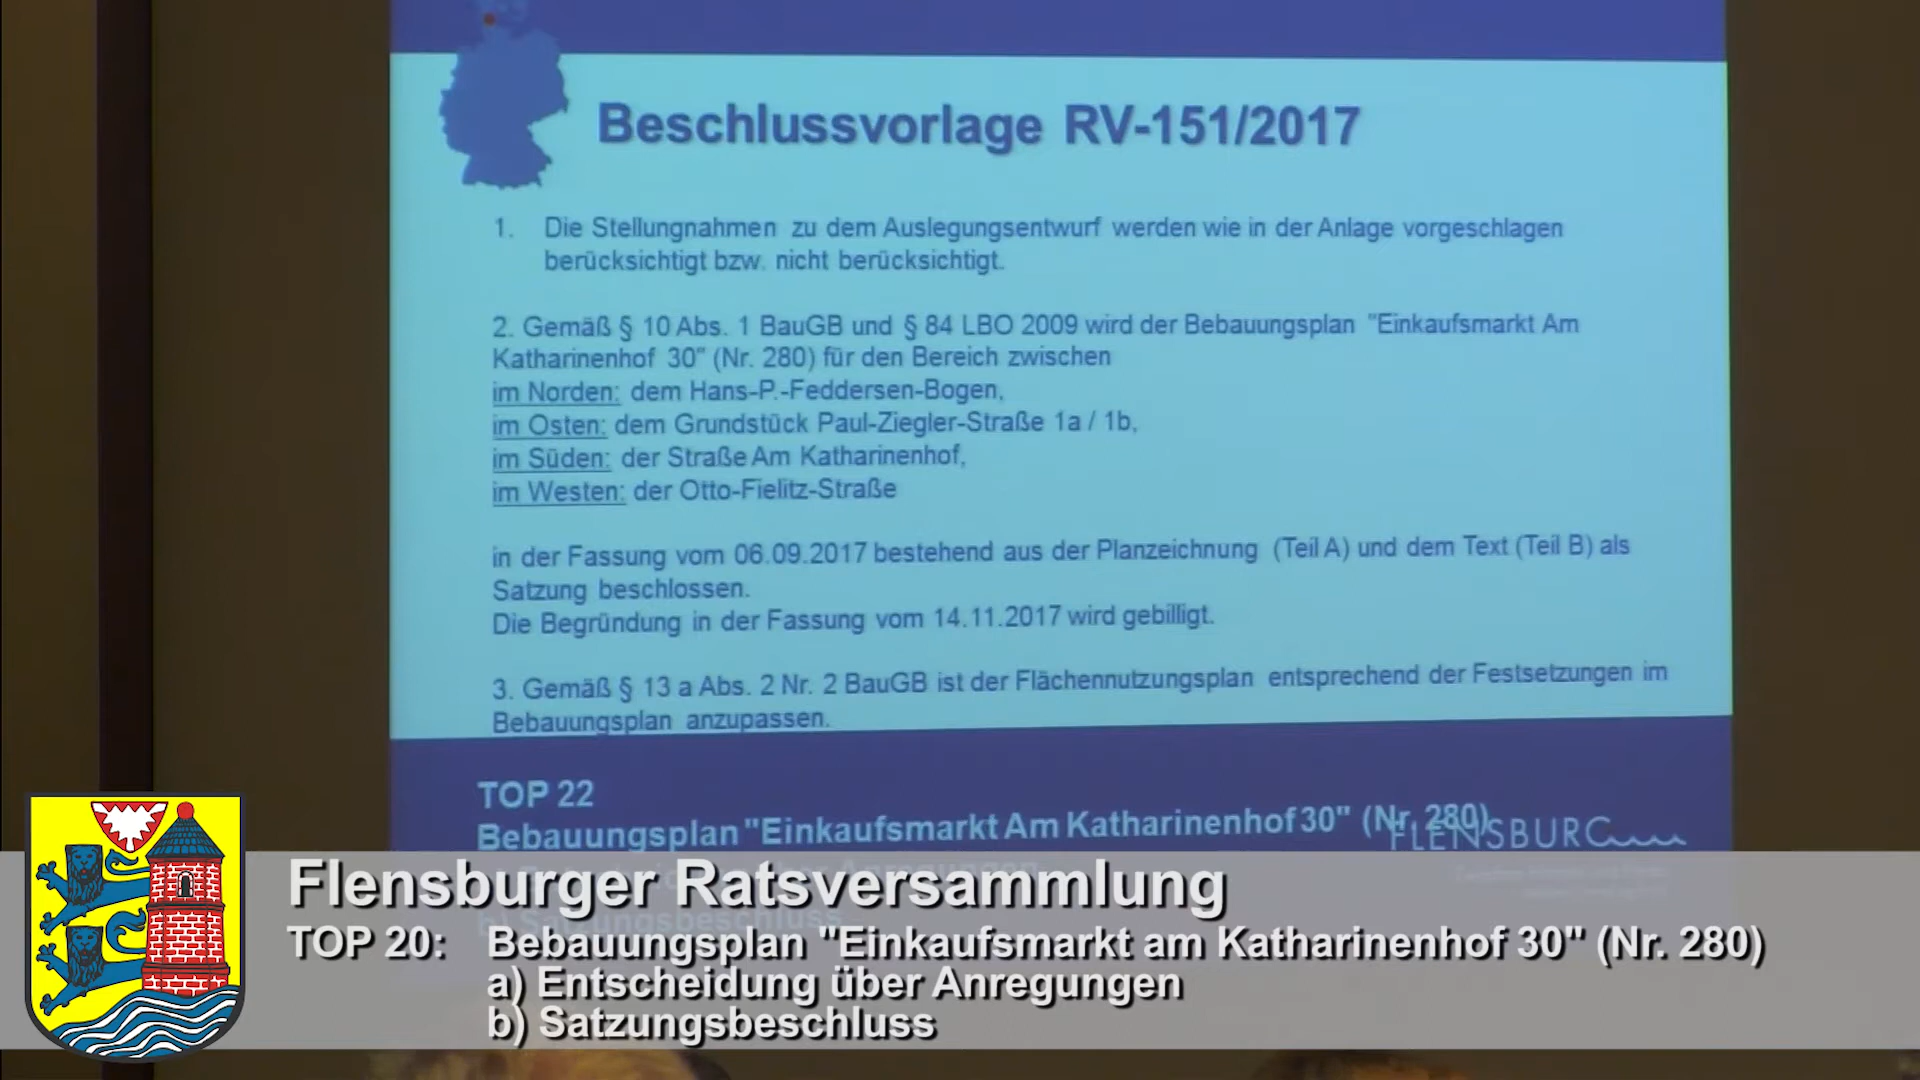 Beschlussvorlage RV-151/2017
1. Die Stellungnahmen zu dem Auslegungsentwurf werden wie in der Anlage vorgeschlagen
berücksichtigt bzw. nicht berücksichtigt.
2. Gemäß § 10 Abs. 1 BauGB und § 84 LBO 2009 wird der Bebauungsplan "Einkaufsmarkt Am
Katharinenhof 30" (Nr. 280) für den Bereich zwischen
im Norden: dem Hans-P.-Feddersen-Bogen,
im Osten: dem Grundstück Paul-Ziegler-Straße 1a / 1b,
im Süden: der Straße Am Katharinenhof,
im Westen: der Otto-Fielitz-Straße
in der Fassung vom 06.09.2017 bestehend aus der Planzeichnung (Teil A) und dem Text (Teil B) als
Satzung beschlossen.
Die Begründung in der Fassung vom 14.11.2017 wird gebilligt.
3. Gemäß § 13 a Abs. 2 Nr. 2 BauGB ist der Flächennutzungsplan entsprechend der Festsetzungen im
Bebauungsplan anzupassen.
TOP 22
Bebauungsplan "Einkaufsmarkt Am Katharinenhof 30" (Nr. 280)
FLENSBURG
b) Satzungsbeschluss
Flensburger Ratsversammlung
TOP 20: Bebauungsplan "Einkaufsmarkt am Katharinenhof 30" (Nr. 280)
a) Entscheidung über Anregungen
b) Satzungsbeschluss